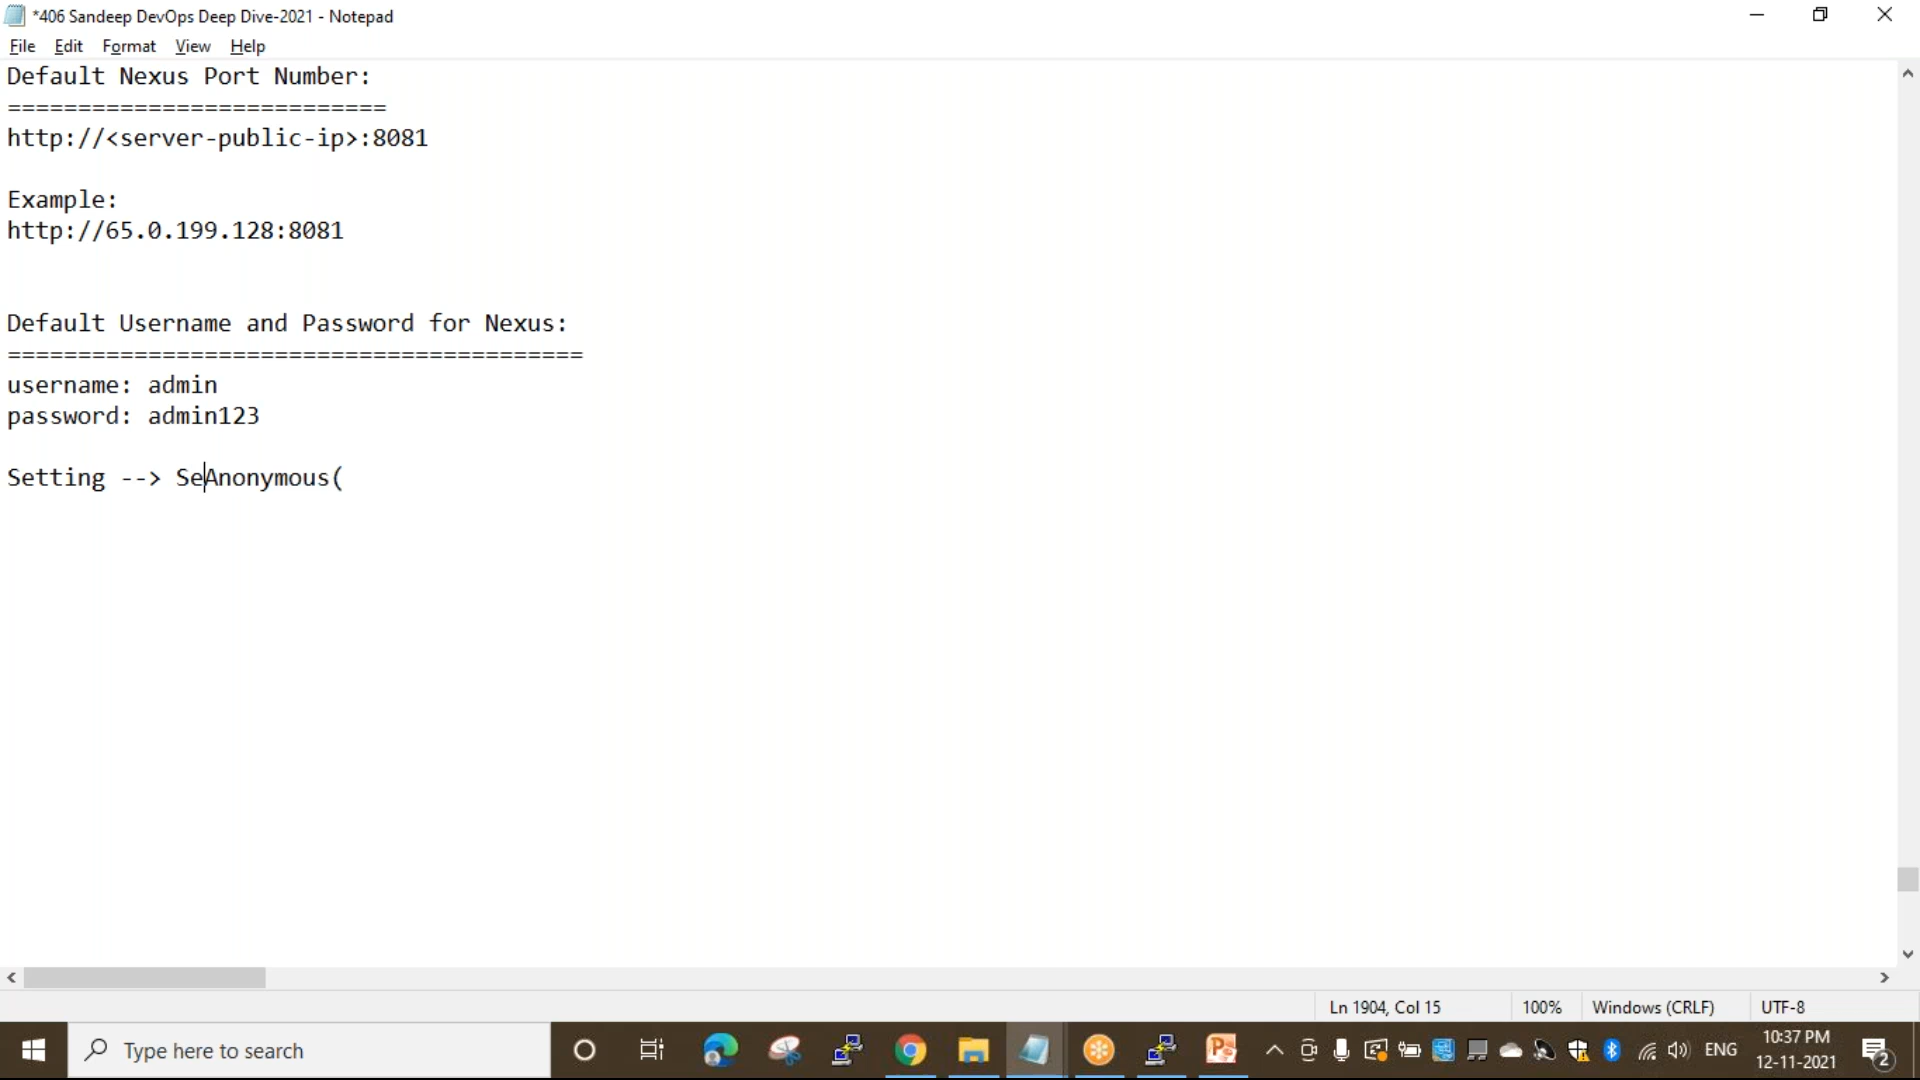 *406 Sandeep DevOps Deep Dive-2021 - Notepad
File Edit Format View Help
Default Nexus Port Number:
===========================
http://<server-public-ip>:8081
Example:
http://65.0.199.128:8081
Default Username and Password for Nexus:
=========================================
username: admin
password: admin123
Setting --> SeAnonymous(
Ln 1904, Col 15 100% Windows (CRLF) UTF-8
Type here to search
ENG
10:37 PM
12-11-2021
2